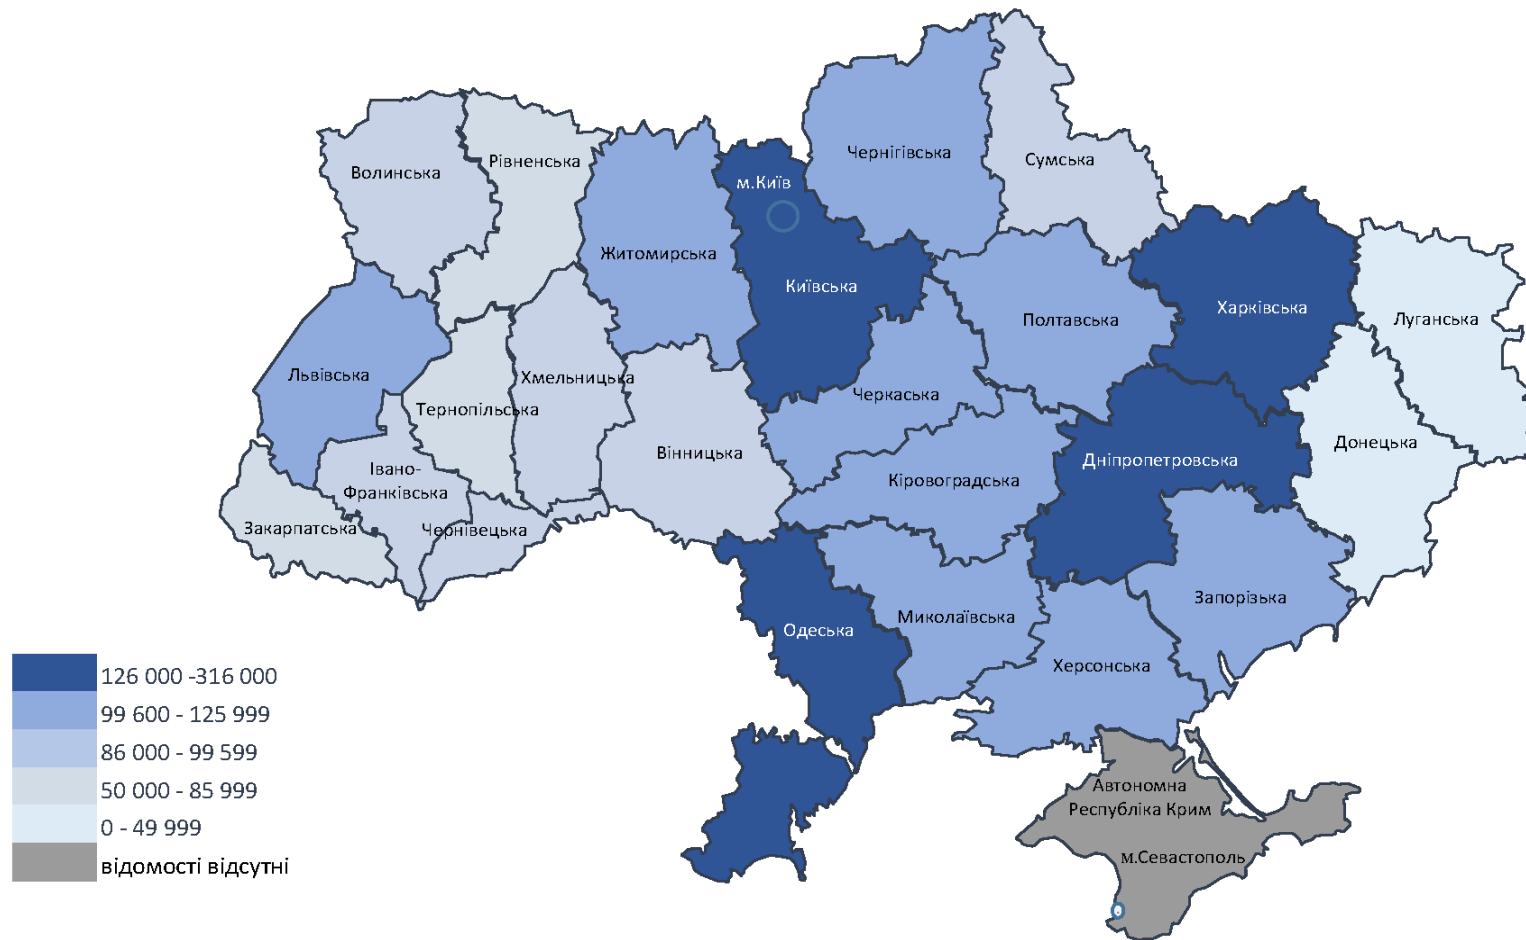 Чернігівська
Сумська
Рівненська
Волинська
м.Київ
Житомирська
Київська
Харківська
Луганська
Полтавська
Львівська
Хмельницька
Тернопільська
Черкаська
Вінницька
Донецька
Дніпропетровська
Івано-
Франківська
Кіровоградська
Закарпатська
Чернівецька
Запорізька
Миколаївська
Одеська
Херсонська
126 000 -316 000
99 600 - 125 999
86 000 - 99 599
50 000 - 85 999
0 - 49 999
відомості відсутні
Автономна
Республіка Крим
м.Севастополь